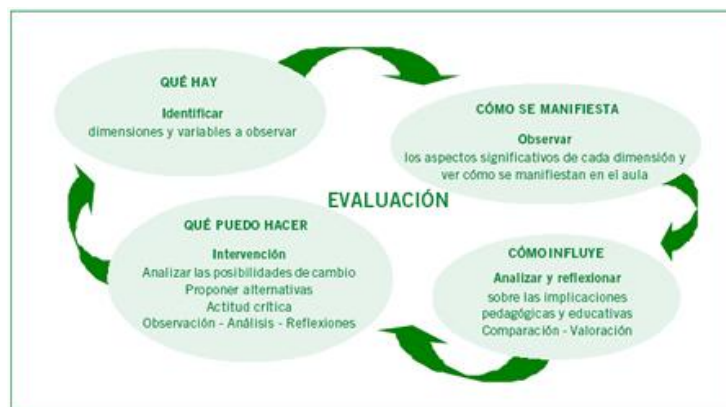 QUÉ HAY
Identificar
dimensiones y variables a observar
CÓMO SE MANIFIESTA
Observar
los aspectos significativos de cada dimensión y
ver cómo se manifiestan en el aula
EVALUACIÓN
QUÉ PUEDO HACER
Intervención
Analizar las posibilidades de cambio
Proponer alternativas
Actitud crítica
Observación - Análisis - Reflexiones
CÓMO INFLUYE
Analizar y reflexionar
sobre las implicaciones
pedagógicas y educativas
Comparación - Valoración